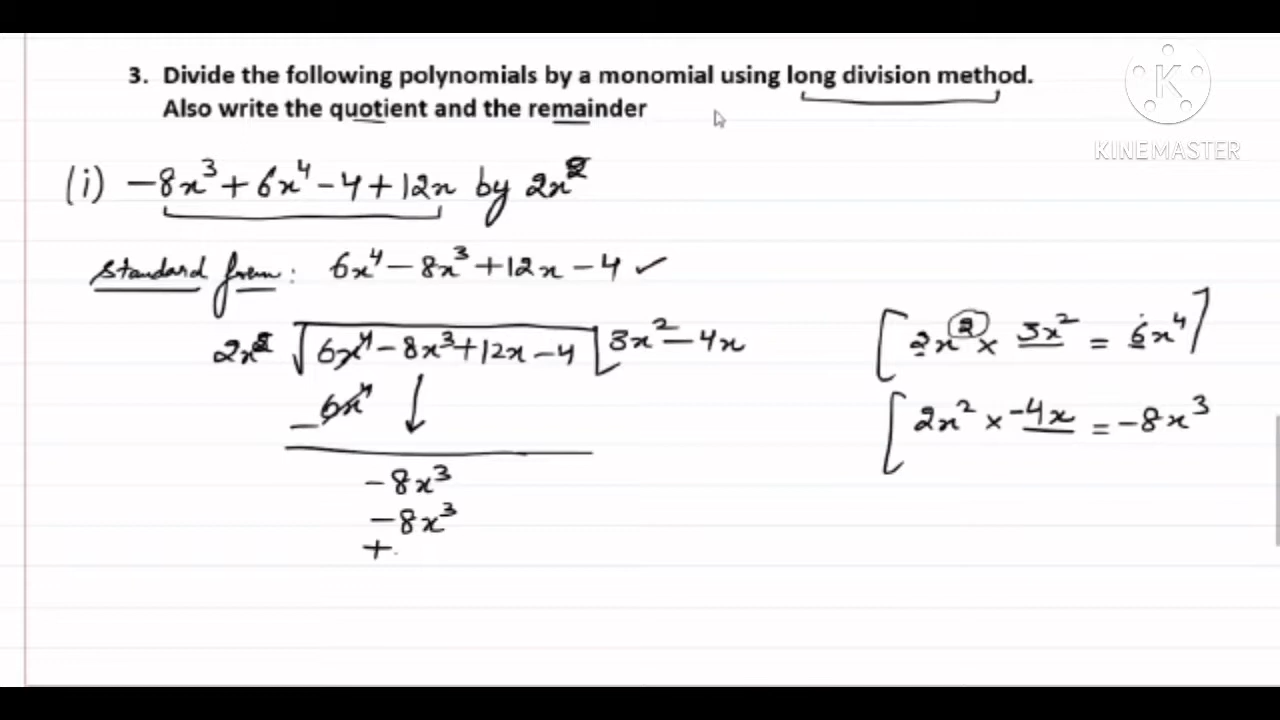 3. Divide the following polynomials by a monomial using long division method.
Also write the quotient and the remainder
K
KINEMASTER
(i) -8x³ + 6x⁴ - 4 + 12x by 2x²
Standard from: 6x⁴ - 8x³ + 12x - 4 ✓
2x² √6x⁴ - 8x³ + 12x - 4 [3x² - 4x
[2x² × 3x² = 6x⁴]
- 6x⁴
[2x² × -4x = -8x³
-8x³
-8x³
+